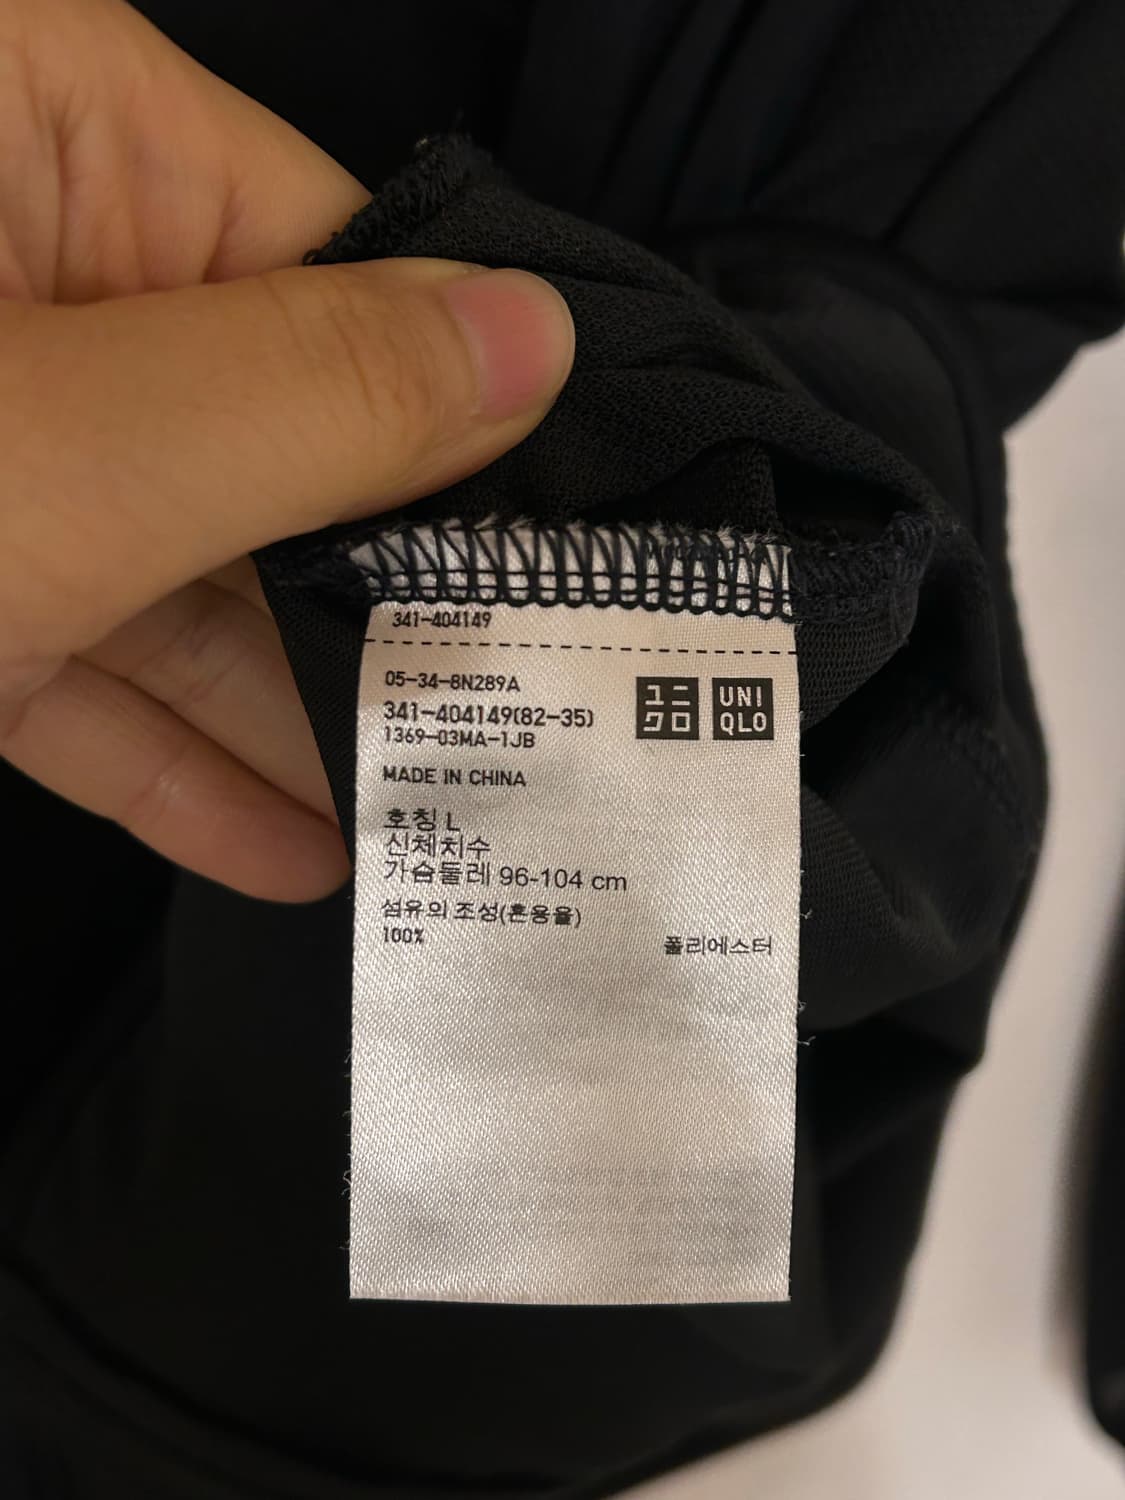 341-404149
05-34-8N289A
341-404149(82-35)
1369-03MA-1JB
ユニ
クロ
UNI
QLO
MADE IN CHINA
호칭 L
신체치수
가슴둘레 96-104 cm
섬유의 조성(혼용율)
100% 폴리에스터